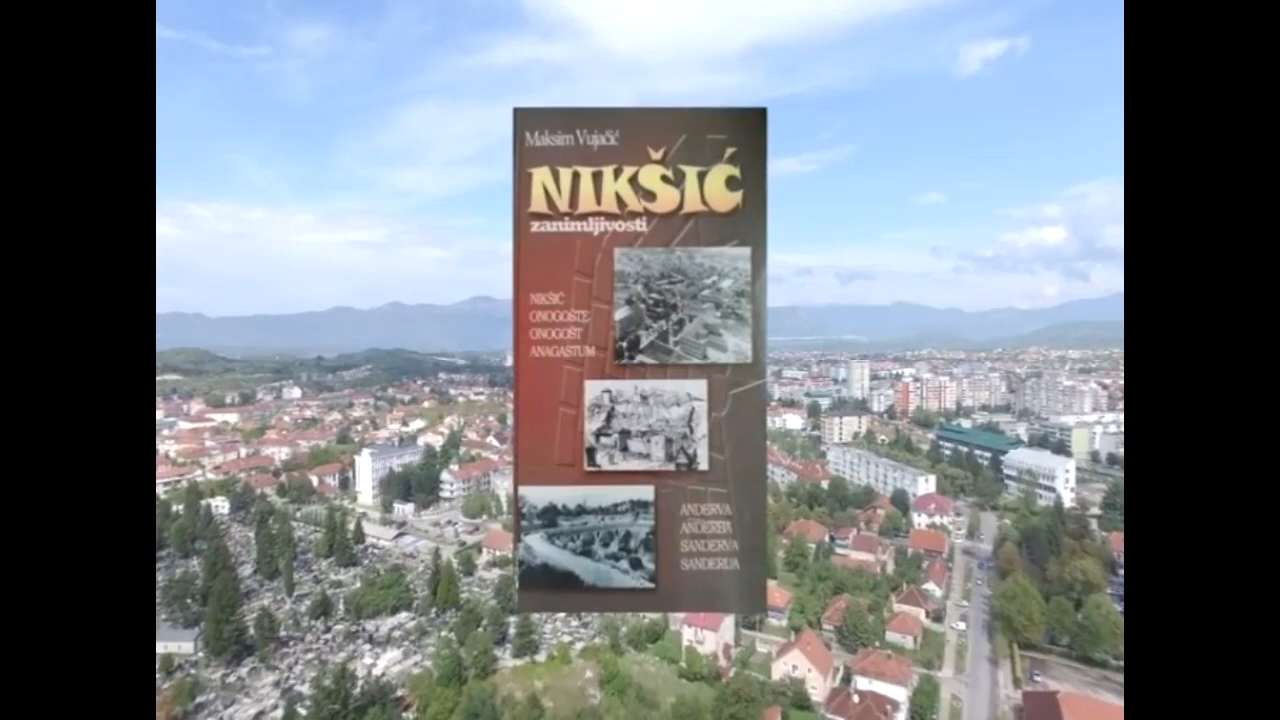 Maksim Vujačić
NIKŠIĆ
zanimljivosti
NIKŠIĆ
ONOGOŠTE
ONOGOŠT
ANAGASTUM
ANDERVA
ANDERBA
SANDERVA
SANDERIJA